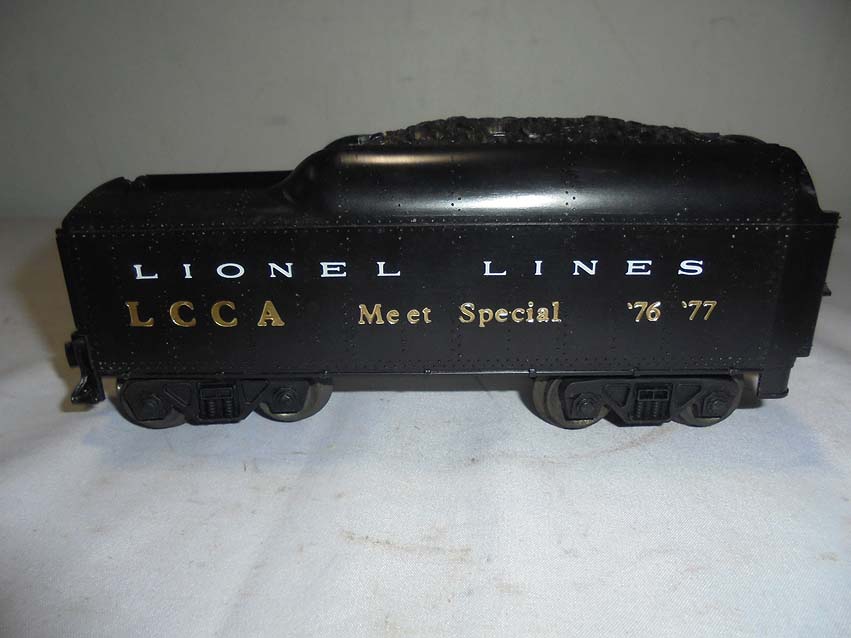 LIONEL LINES
LCCA Meet Special '76 '77